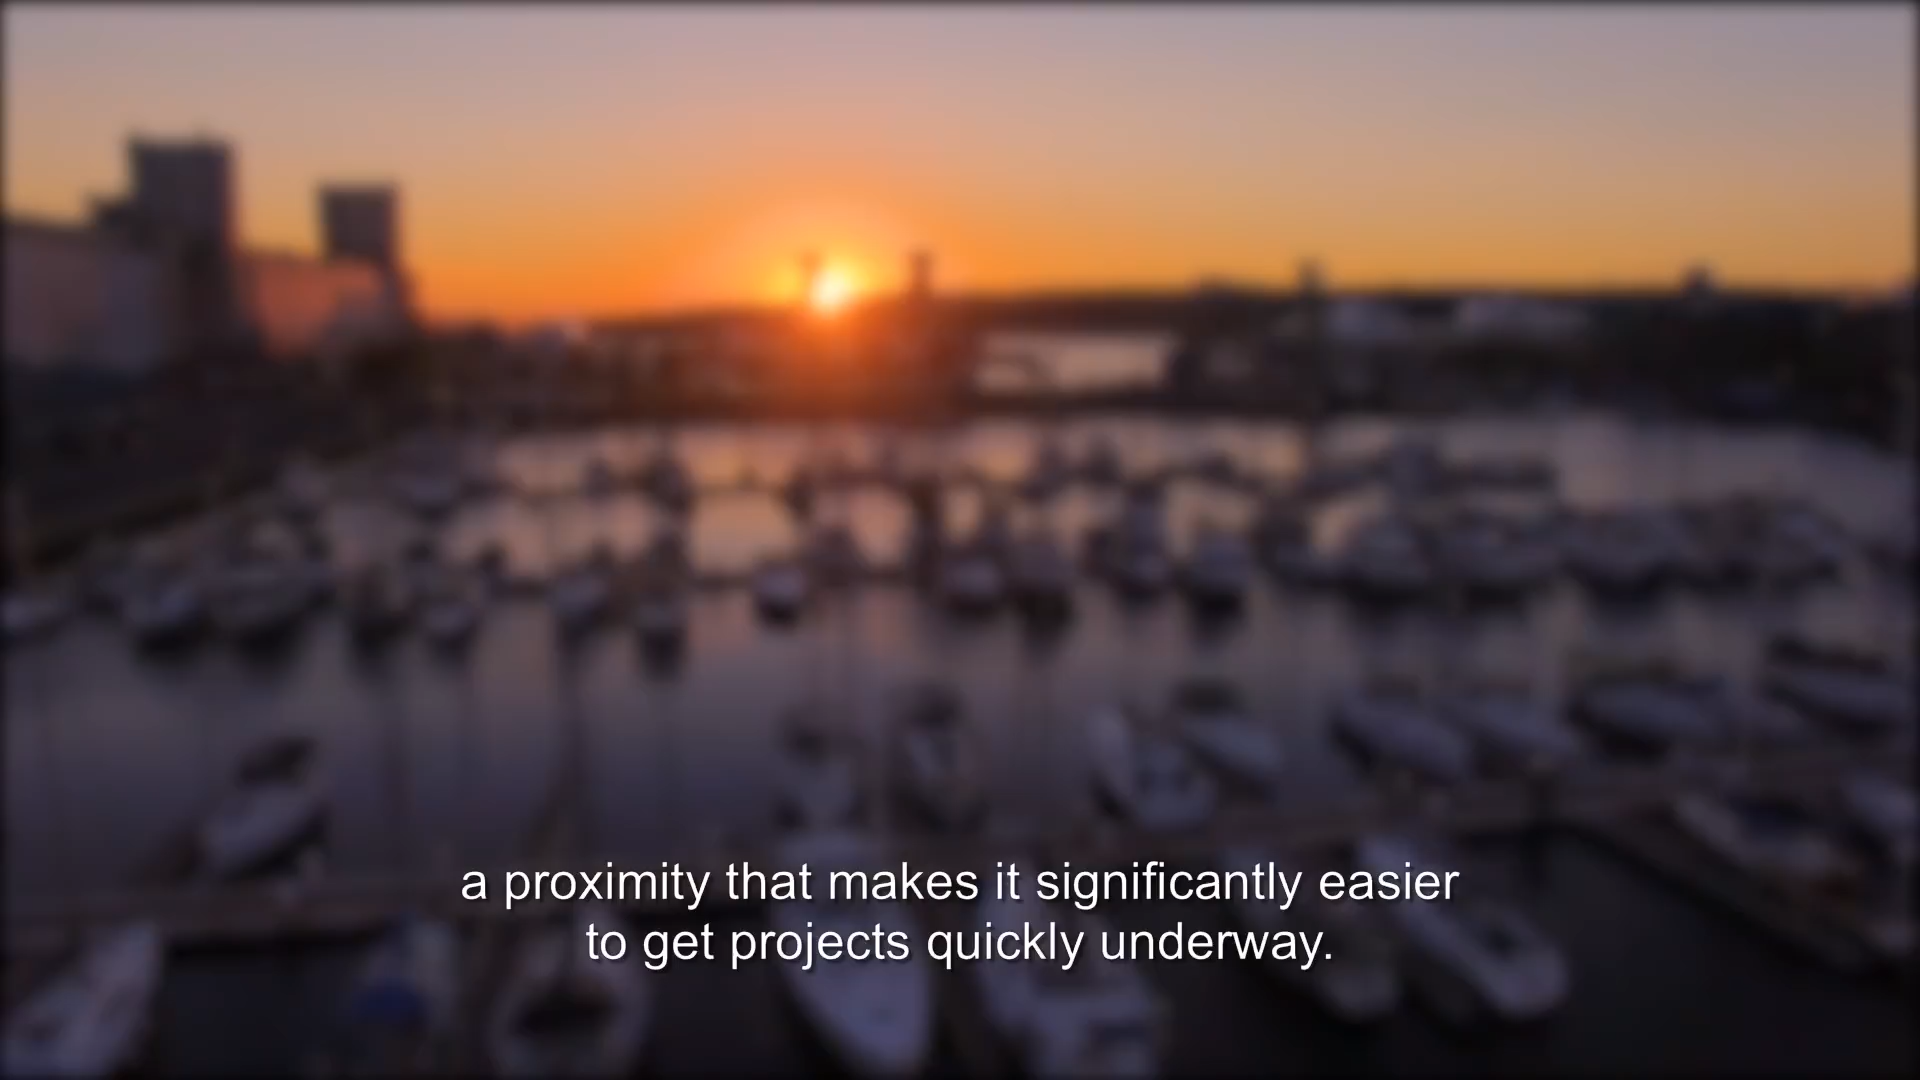 a proximity that makes it significantly easier
to get projects quickly underway.